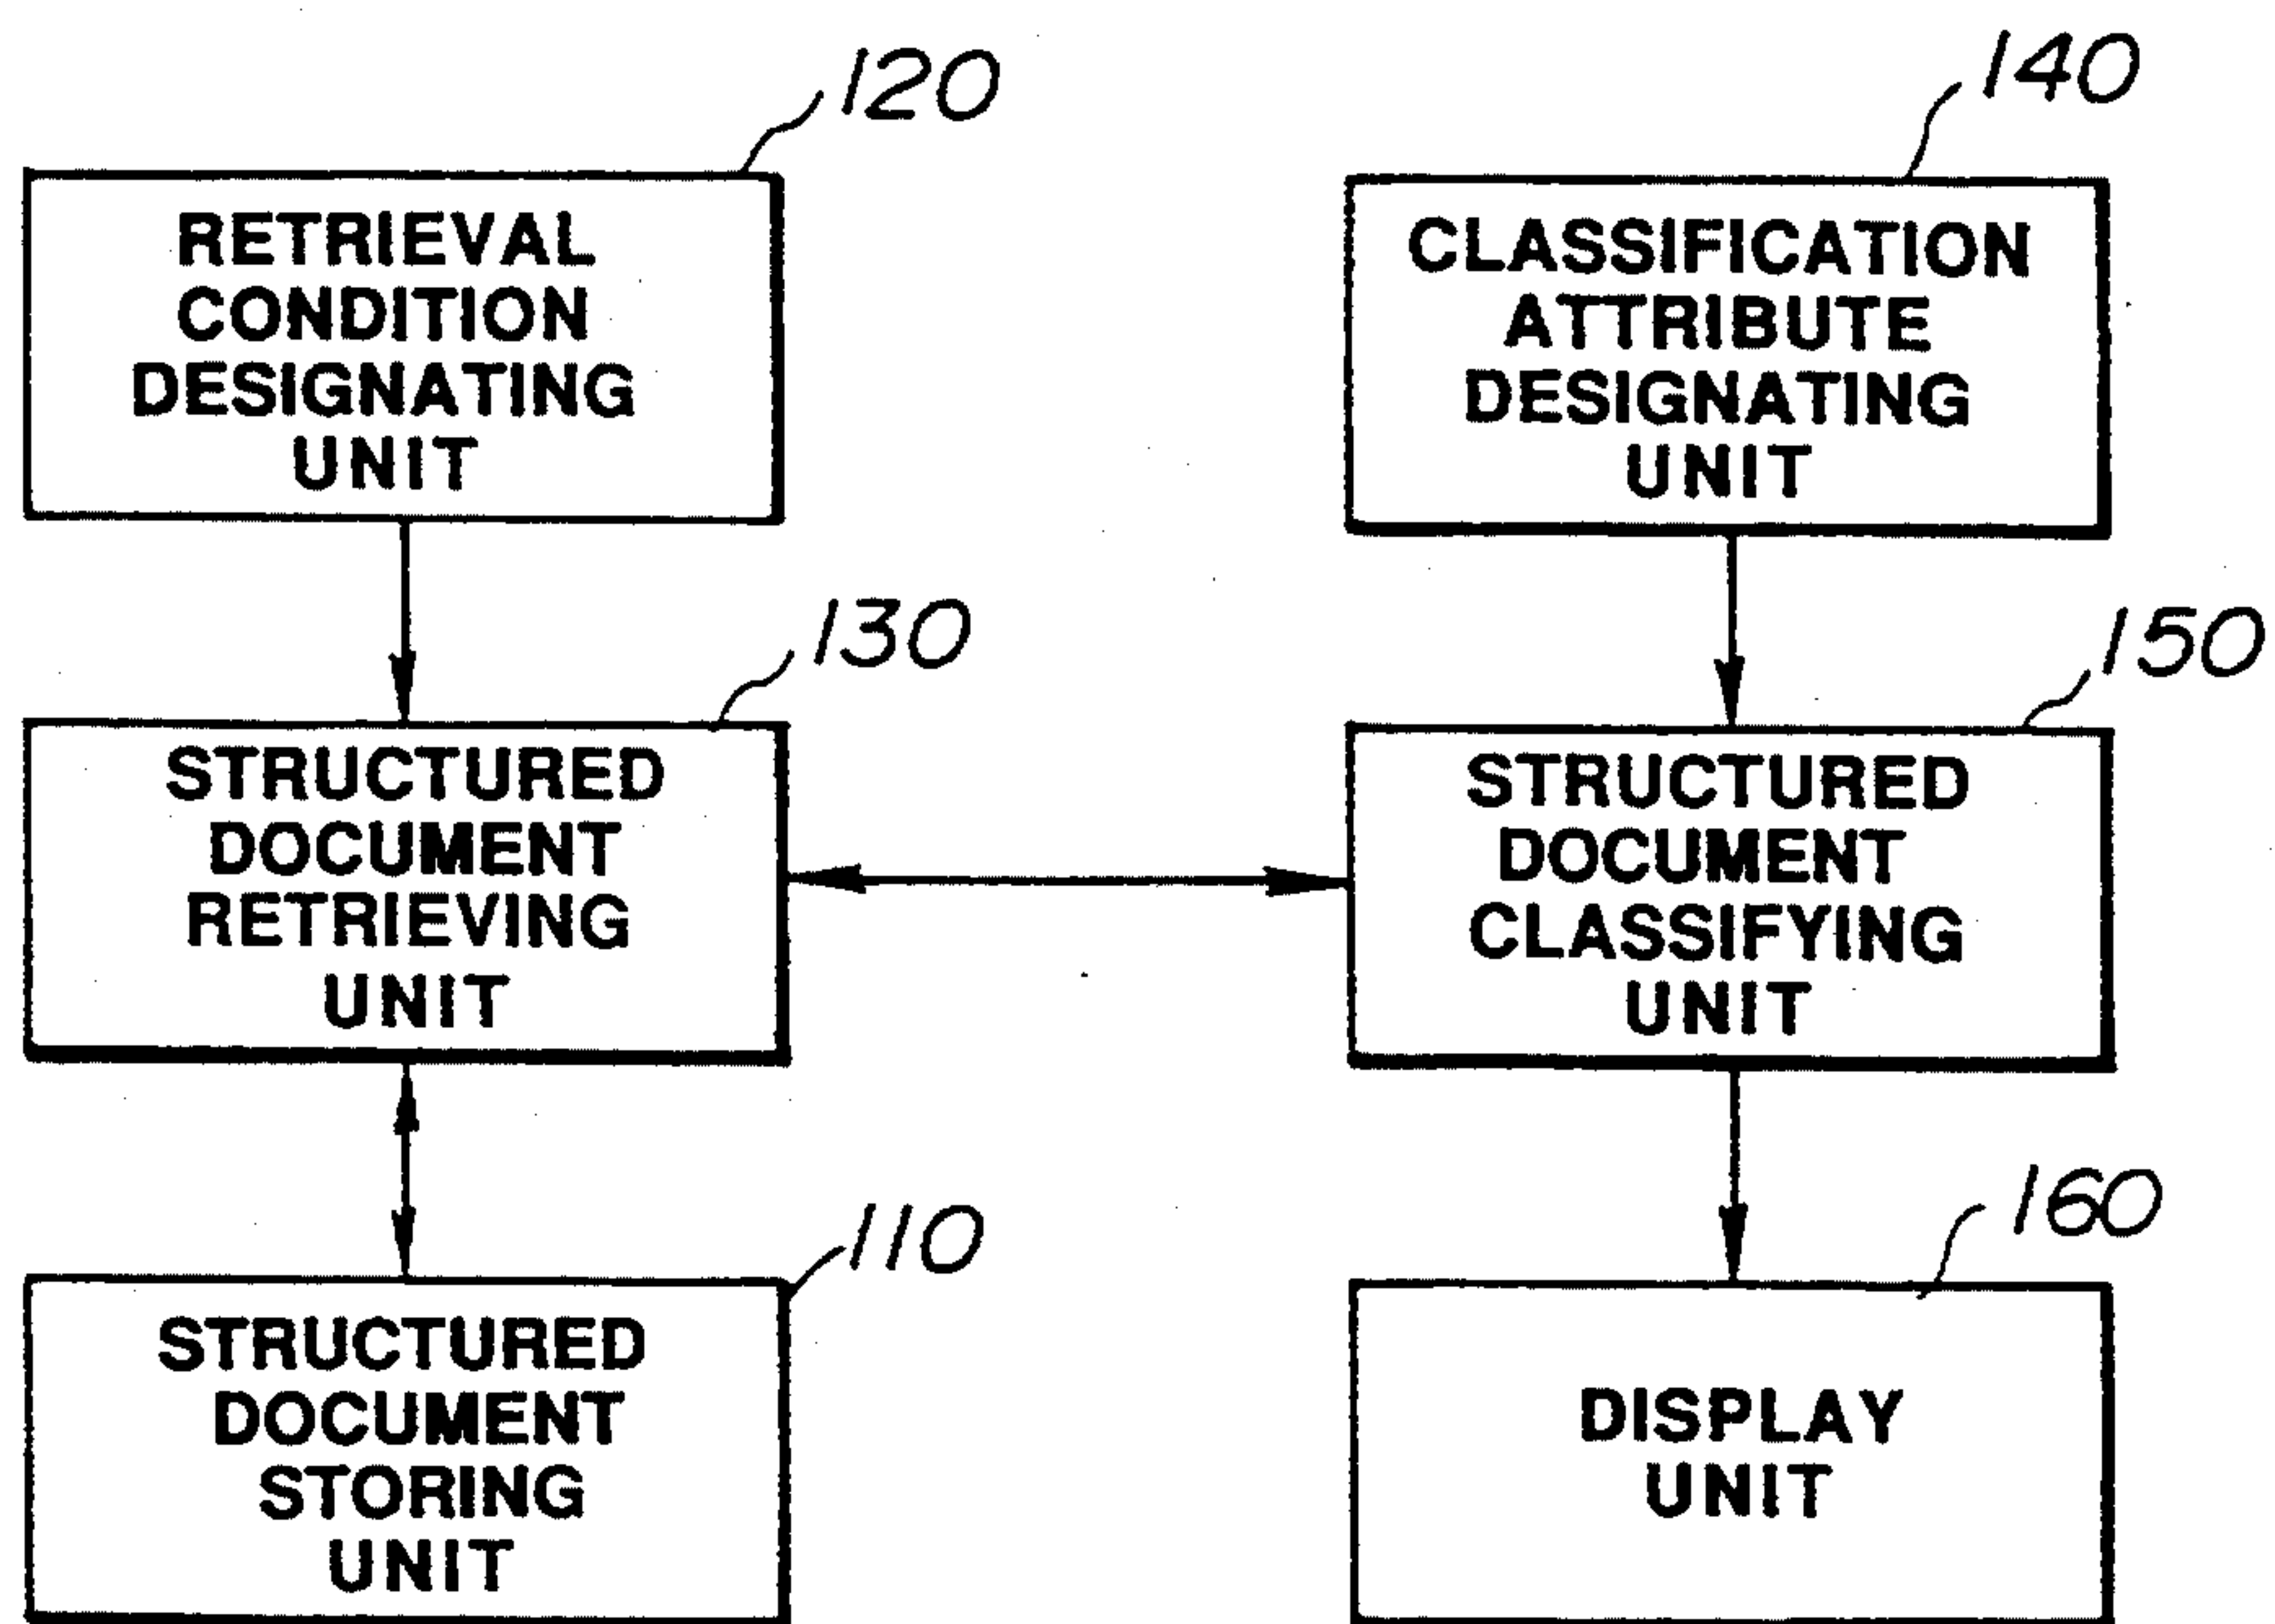 120
RETRIEVAL
CONDITION
DESIGNATING
UNIT
140
CLASSIFICATION
ATTRIBUTE
DESIGNATING
UNIT
130
STRUCTURED
DOCUMENT
RETRIEVING
UNIT
150
STRUCTURED
DOCUMENT
CLASSIFYING
UNIT
110
STRUCTURED
DOCUMENT
STORING
UNIT
160
DISPLAY
UNIT